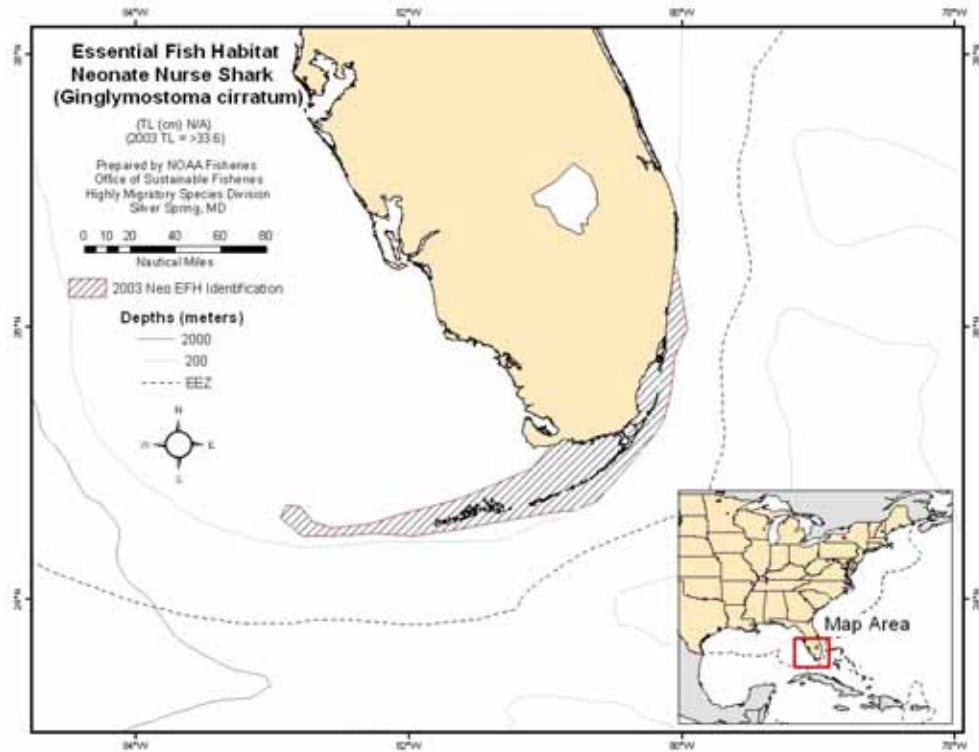 84°W 82°W 80°W 78°W
Essential Fish Habitat
Neonate Nurse Shark
(Ginglymostoma cirratum)
(TL (cm) N/A)
(2003 TL = >33.6)
Prepared by NOAA Fisheries
Office of Sustainable Fisheries
Highly Migratory Species Division
Silver Spring, MD
0 10 20 40 60 80
Nautical Miles
2003 Neo EFH Identification
Depths (meters)
2000
200
EEZ
N
W E
S
Map Area
84°W 82°W 80°W